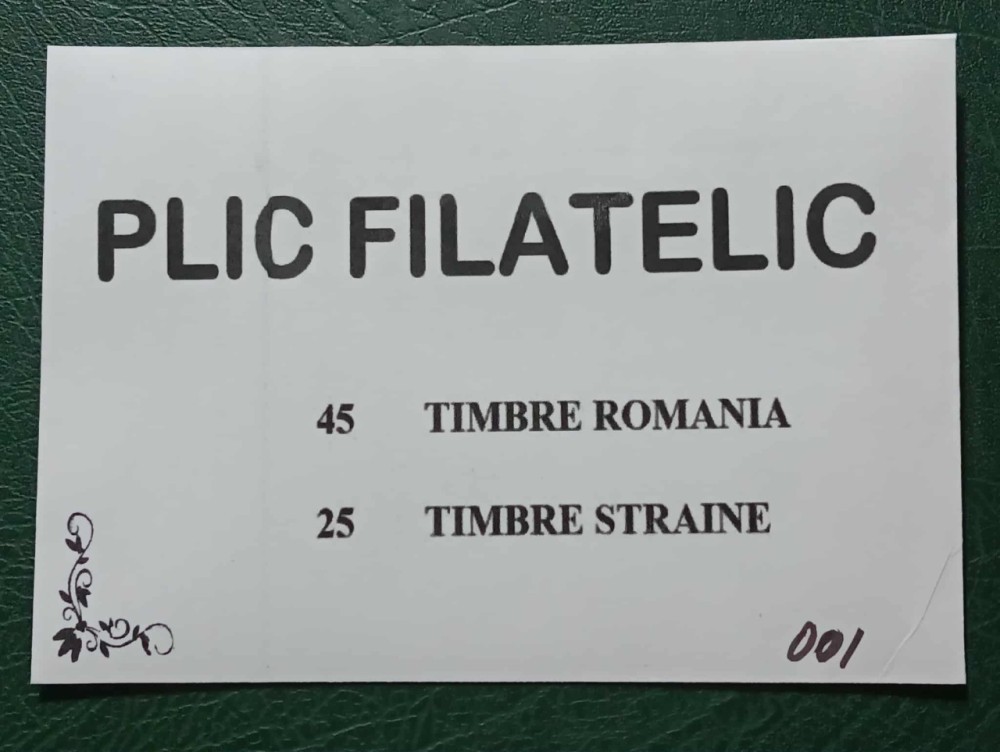 PLIC FILATELIC
45 TIMBRE ROMANIA
25 TIMBRE STRAINE
001